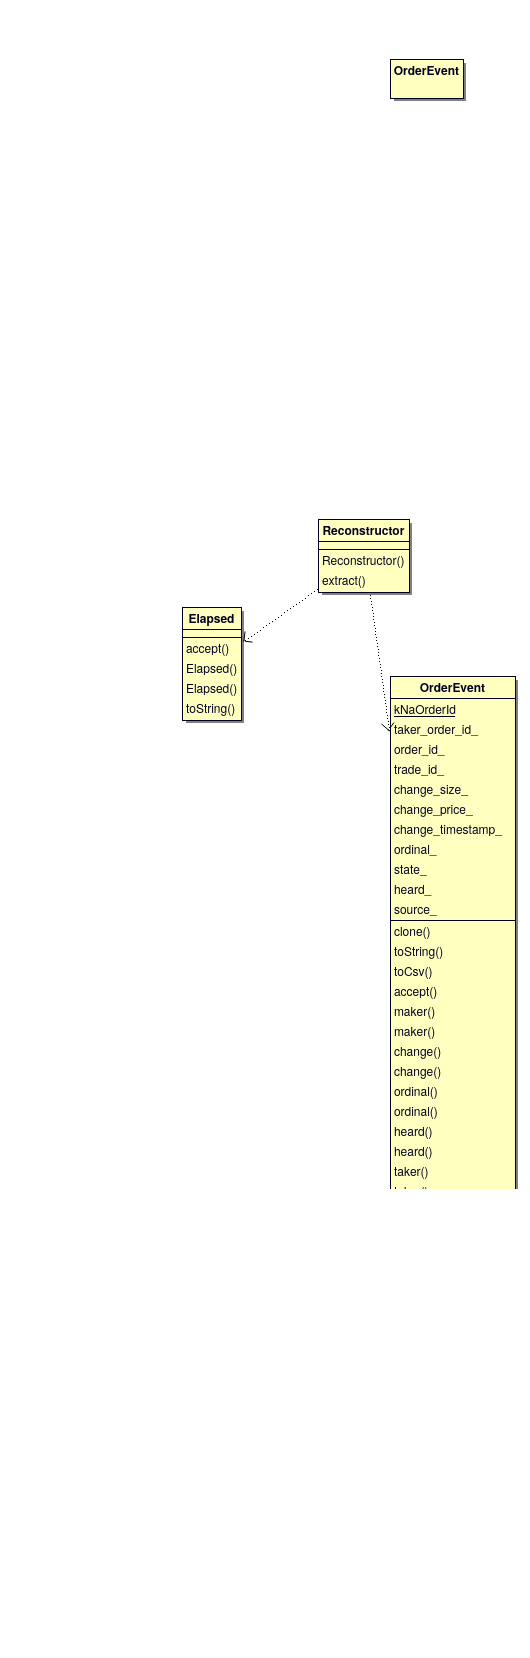 OrderEvent
Reconstructor
Reconstructor()
extract()
Elapsed
accept()
Elapsed()
Elapsed()
toString()
OrderEvent
kNaOrderId
taker_order_id_
order_id_
trade_id_
change_size_
change_price_
change_timestamp_
ordinal_
state_
heard_
source_
clone()
toString()
toCsv()
accept()
maker()
maker()
change()
change()
ordinal()
ordinal()
heard()
heard()
taker()